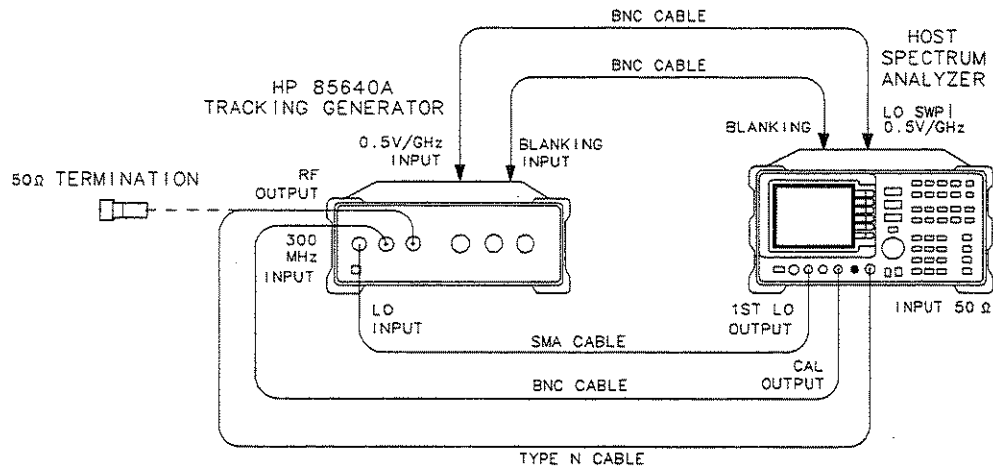 BNC CABLE
HOST
SPECTRUM
ANALYZER
BNC CABLE
HP 85640A
TRACKING GENERATOR
LO SWP|
0.5V/GHz
BLANKING
0.5V/GHz
INPUT
BLANKING
INPUT
50Ω TERMINATION
RF
OUTPUT
300
MHz
INPUT
LO
INPUT
1ST LO
OUTPUT
INPUT 50 Ω
SMA CABLE
CAL
OUTPUT
BNC CABLE
TYPE N CABLE